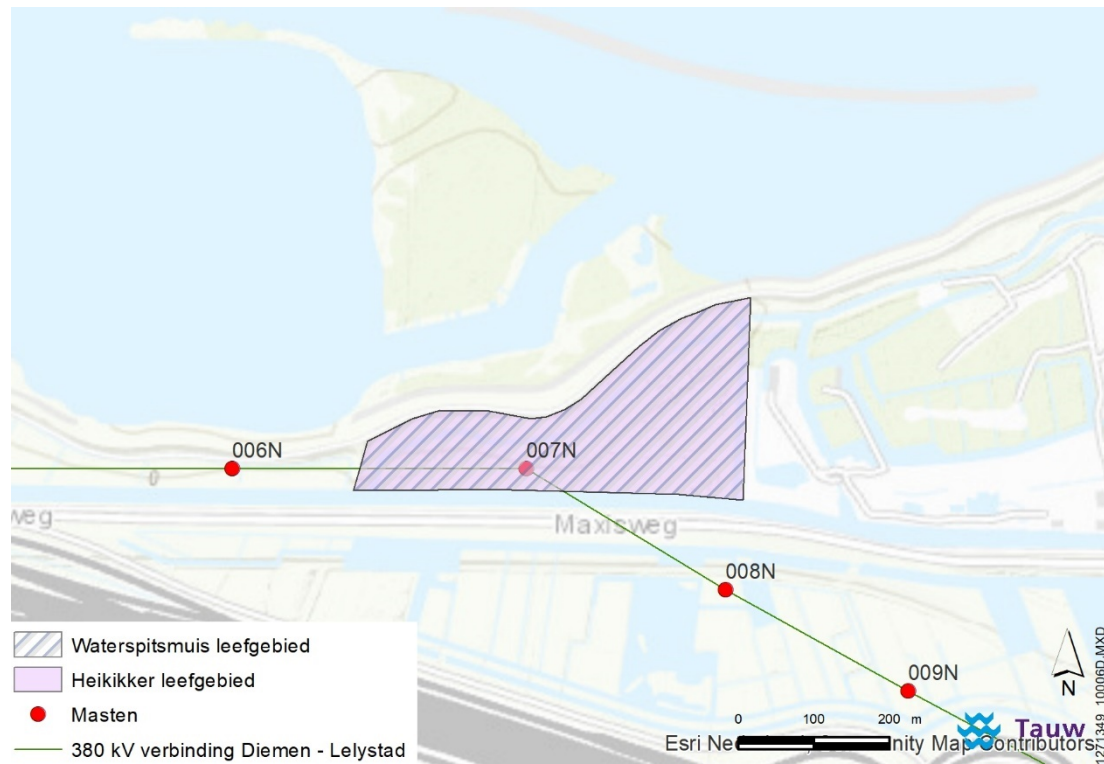 006N
007N
0
weg
Maxisweg
008N
009N
Waterspitsmuis leefgebied
Heikikker leefgebied
Masten
380 kV verbinding Diemen - Lelystad
N
0 100 200 m
Tauw
Esri Ne nity Map Contributors
1271349_10006D.MXD